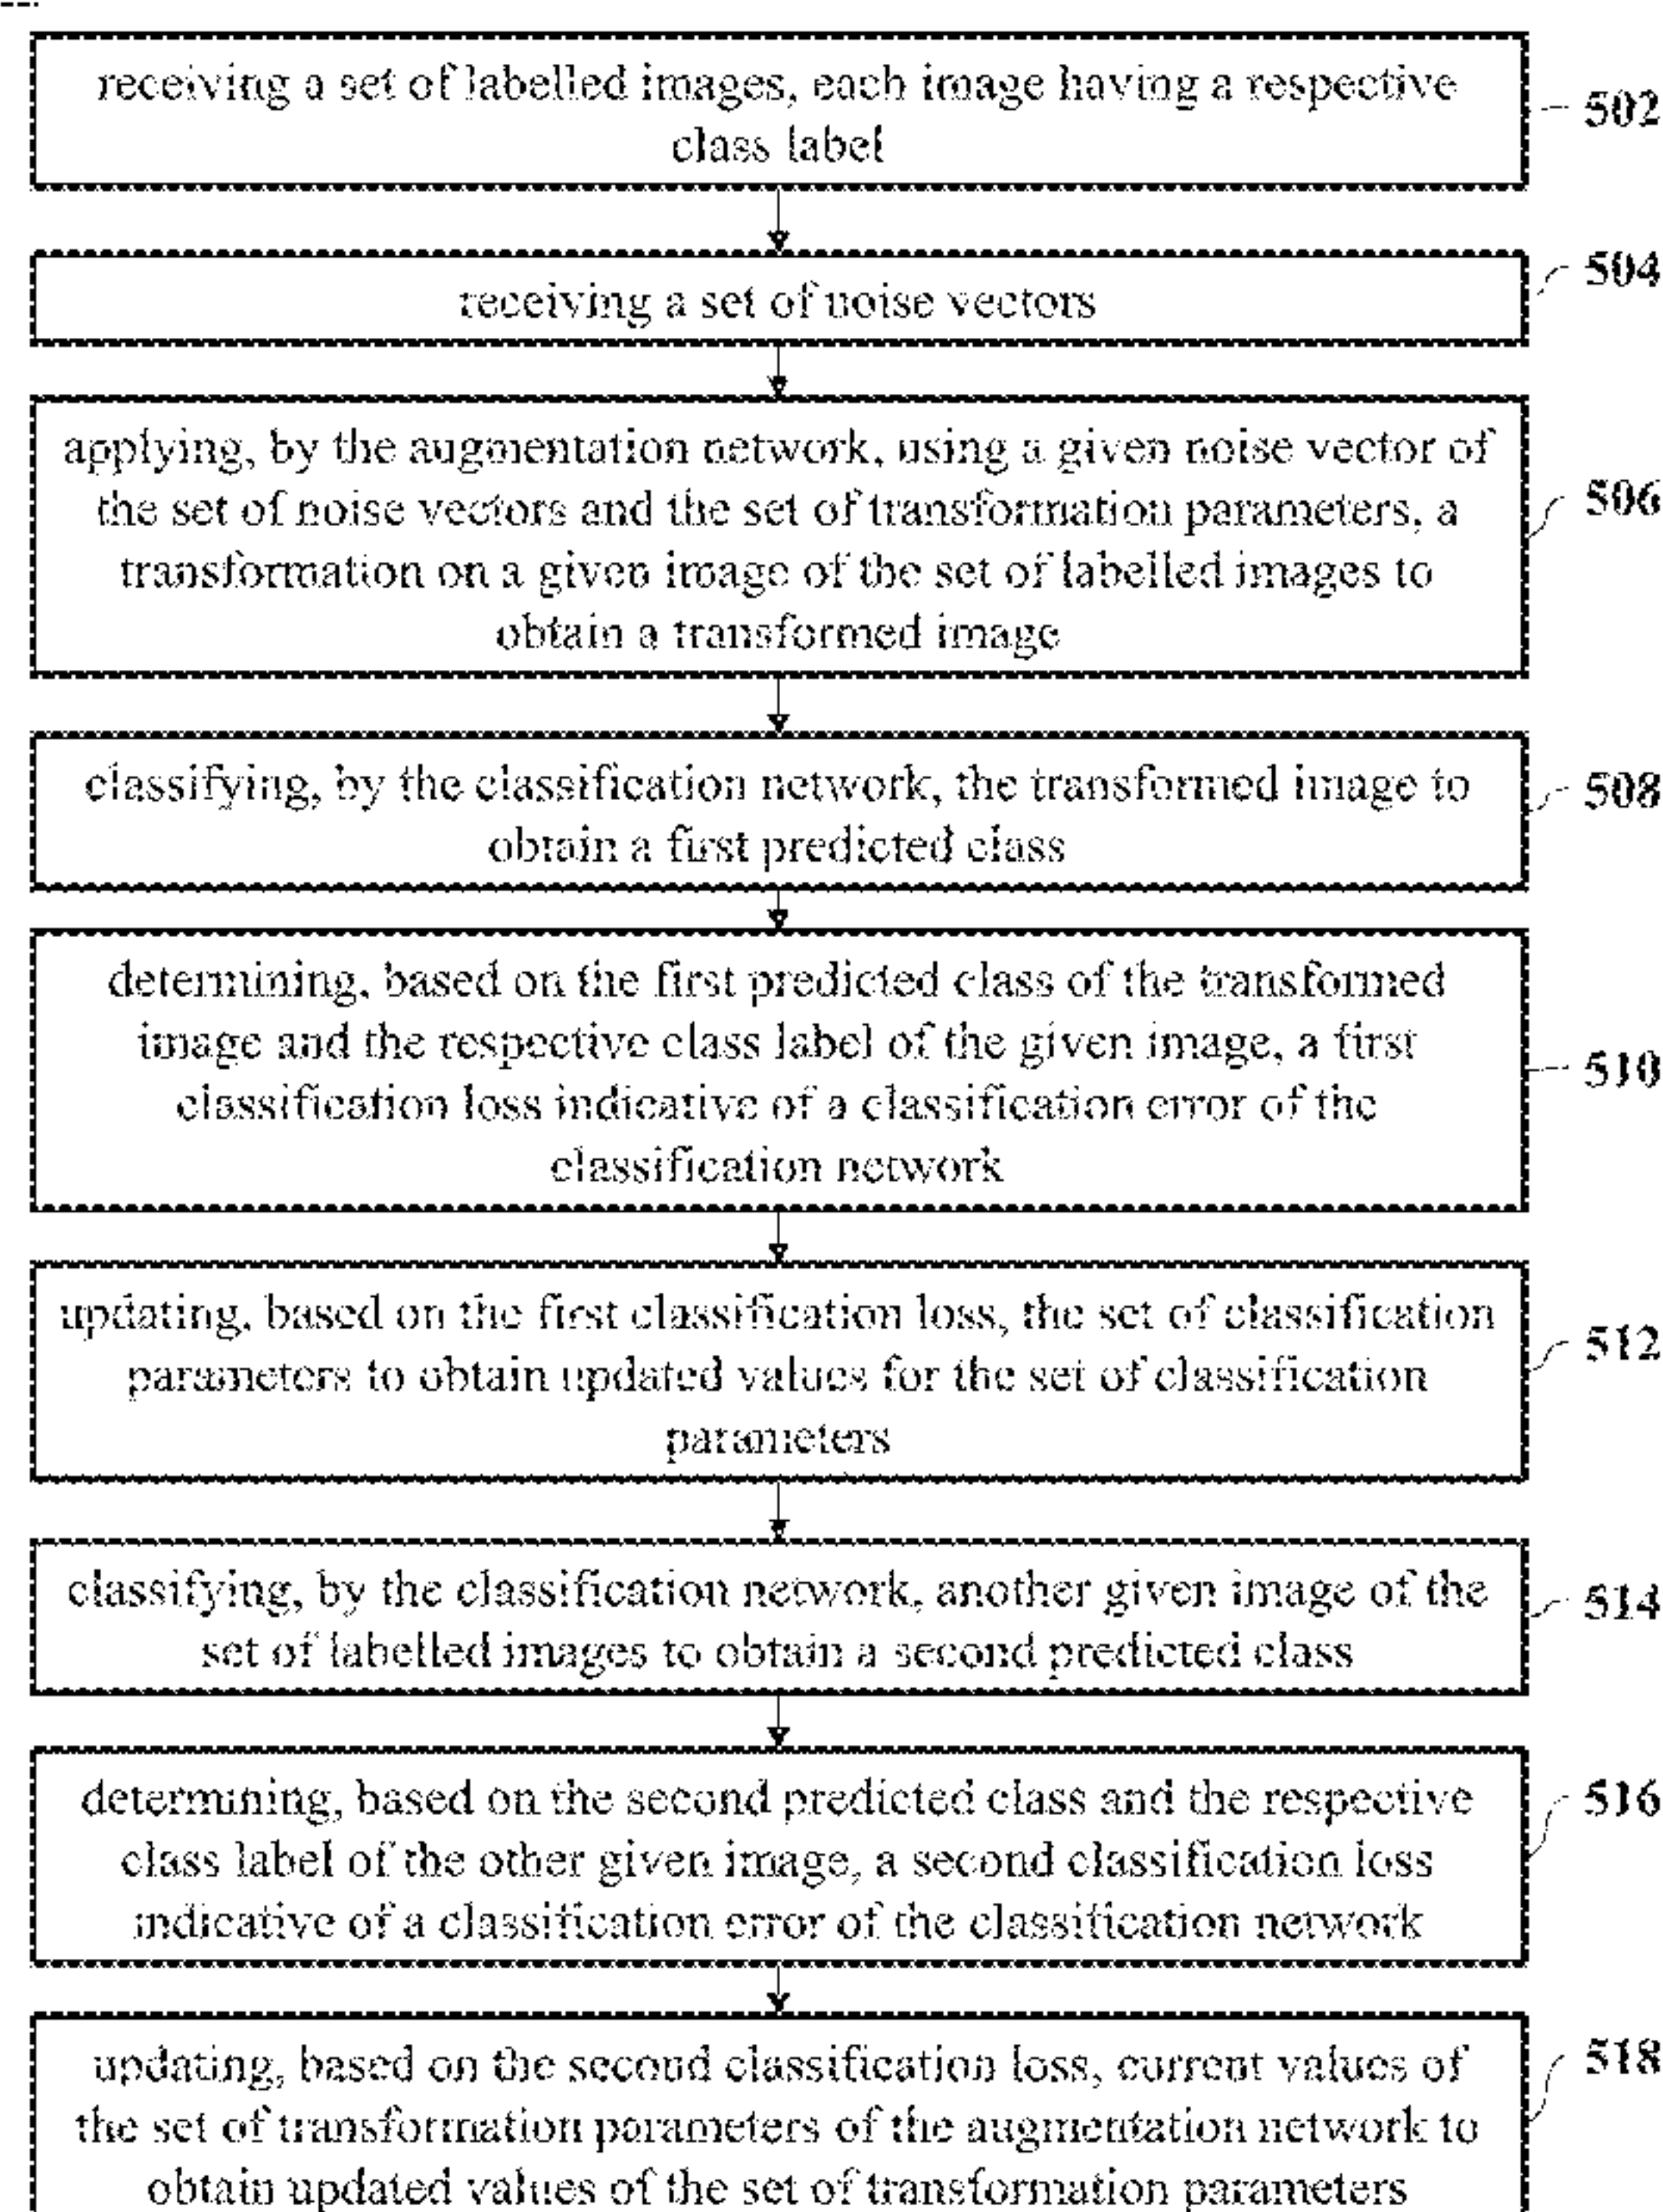 receiving a set of labelled images, each image having a respective
class label
502
receiving a set of noise vectors
504
applying, by the augmentation network, using a given noise vector of
the set of noise vectors and the set of transformation parameters, a
transformation on a given image of the set of labelled images to
obtain a transformed image
506
classifying, by the classification network, the transformed image to
obtain a first predicted class
508
determining, based on the first predicted class of the transformed
image and the respective class label of the given image, a first
classification loss indicative of a classification error of the
classification network
510
updating, based on the first classification loss, the set of classification
parameters to obtain updated values for the set of classification
parameters
512
classifying, by the classification network, another given image of the
set of labelled images to obtain a second predicted class
514
determining, based on the second predicted class and the respective
class label of the other given image, a second classification loss
indicative of a classification error of the classification network
516
updating, based on the second classification loss, current values of
the set of transformation parameters of the augmentation network to
obtain updated values of the set of transformation parameters
518